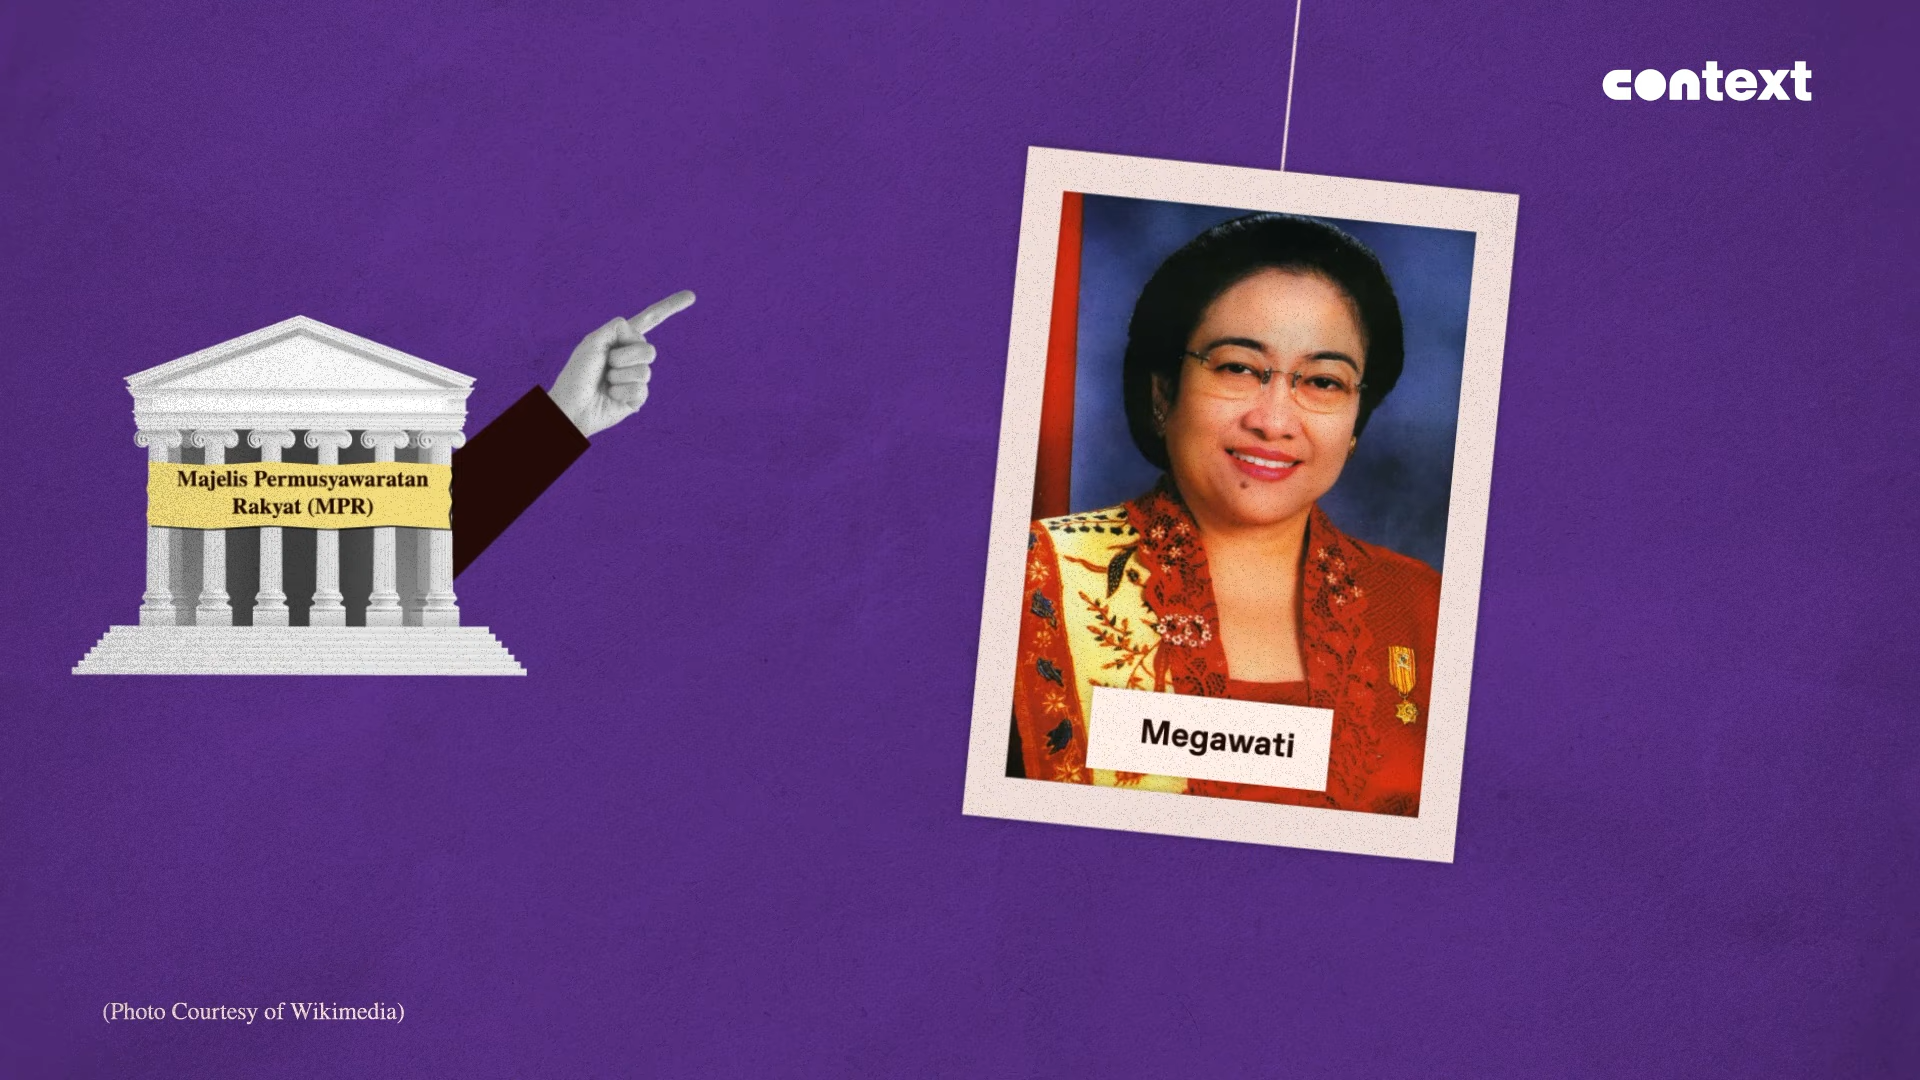 context
Majelis Permusyawaratan
Rakyat (MPR)
Megawati
(Photo Courtesy of Wikimedia)